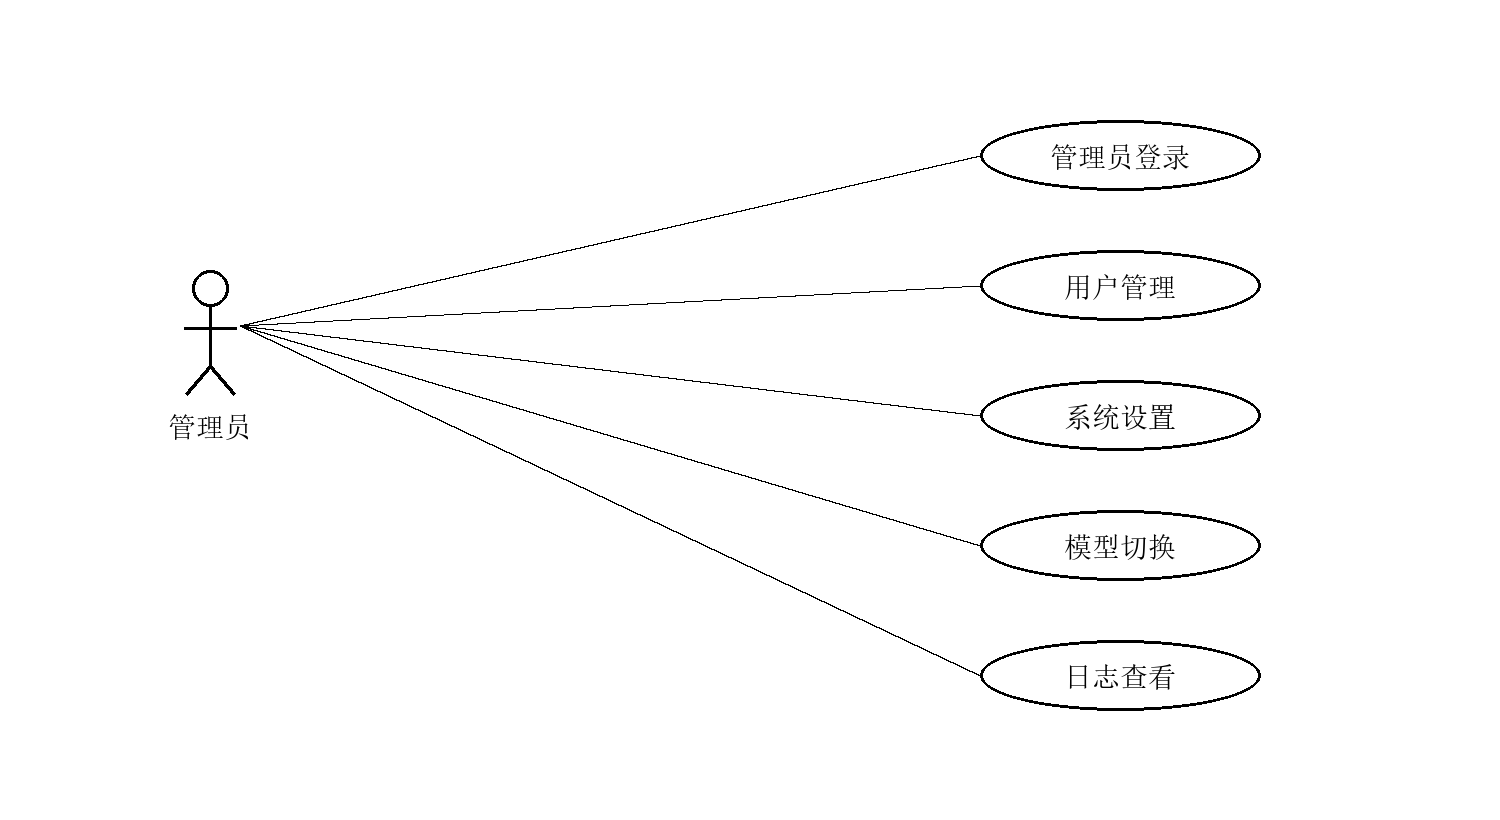 管理员登录
用户管理
管理员
系统设置
模型切换
日志查看